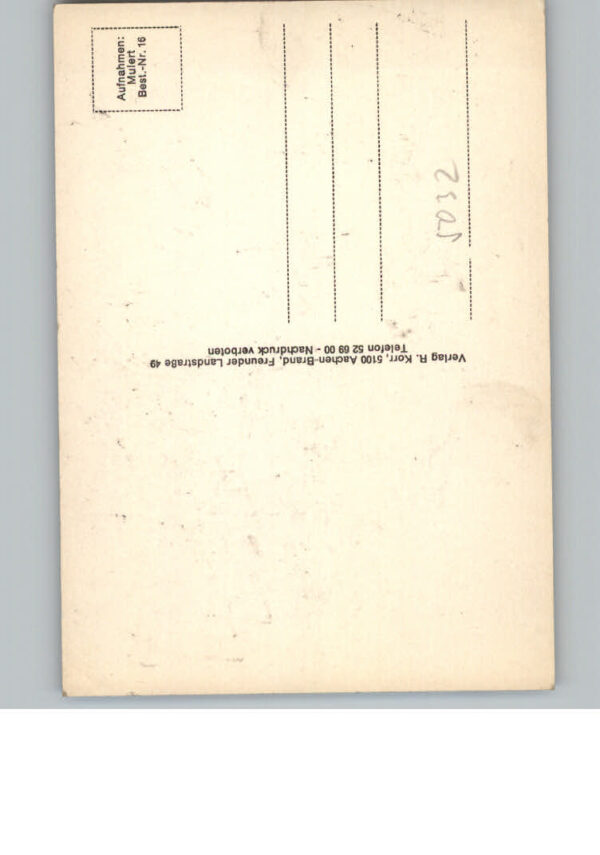 Aufnahmen:
Mulert
Best.-Nr. 16
5032
Verlag R. Korr, 5100 Aachen-Brand, Freunder Landstraße 49
Telefon 52 69 00 - Nachdruck verboten